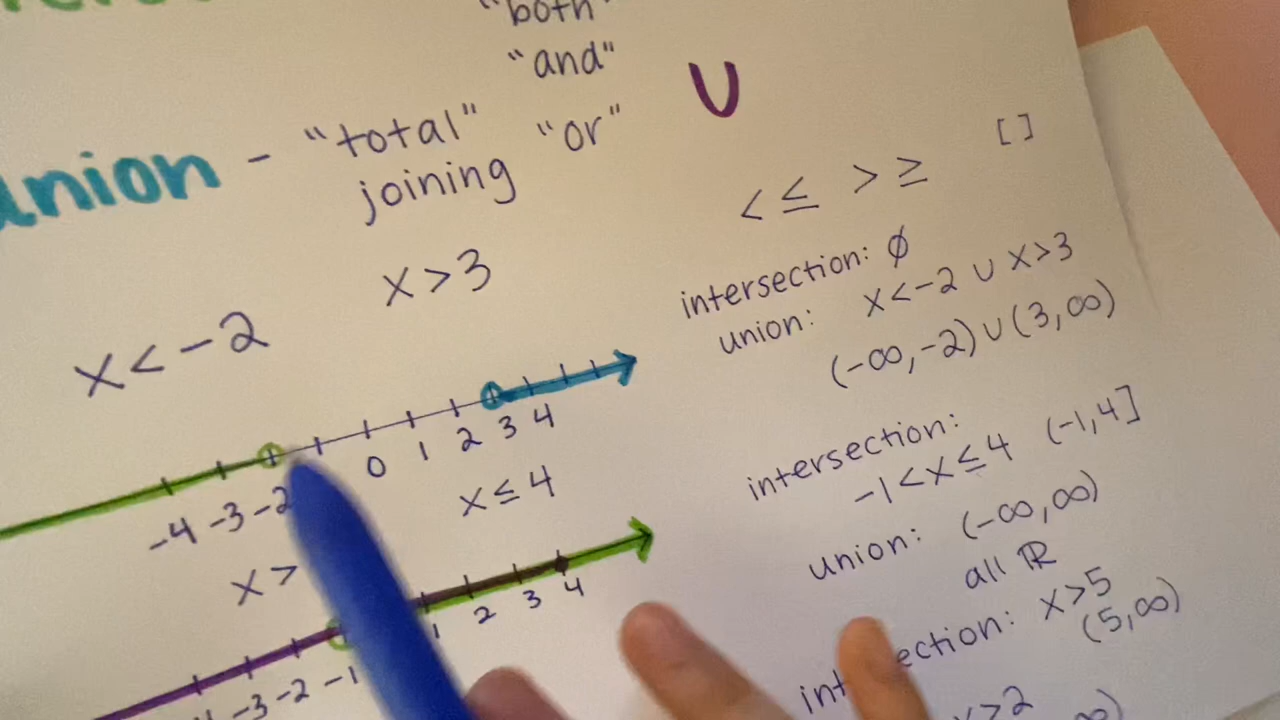 "both"
"and"
union - "total" "or"
joining
U
[ ]
< ≤ > ≥
x < -2
x > 3
-4 -3 -2 0 1 2 3 4
x >
x ≤ 4
-3 -2 -1 1 2 3 4
intersection: ∅
union: x < -2 ∪ x > 3
(-∞, -2) ∪ (3, ∞)
intersection:
-1 < x ≤ 4 (-1, 4]
union: (-∞, ∞)
all ℝ
ection: x > 5
(5, ∞)
x > 2